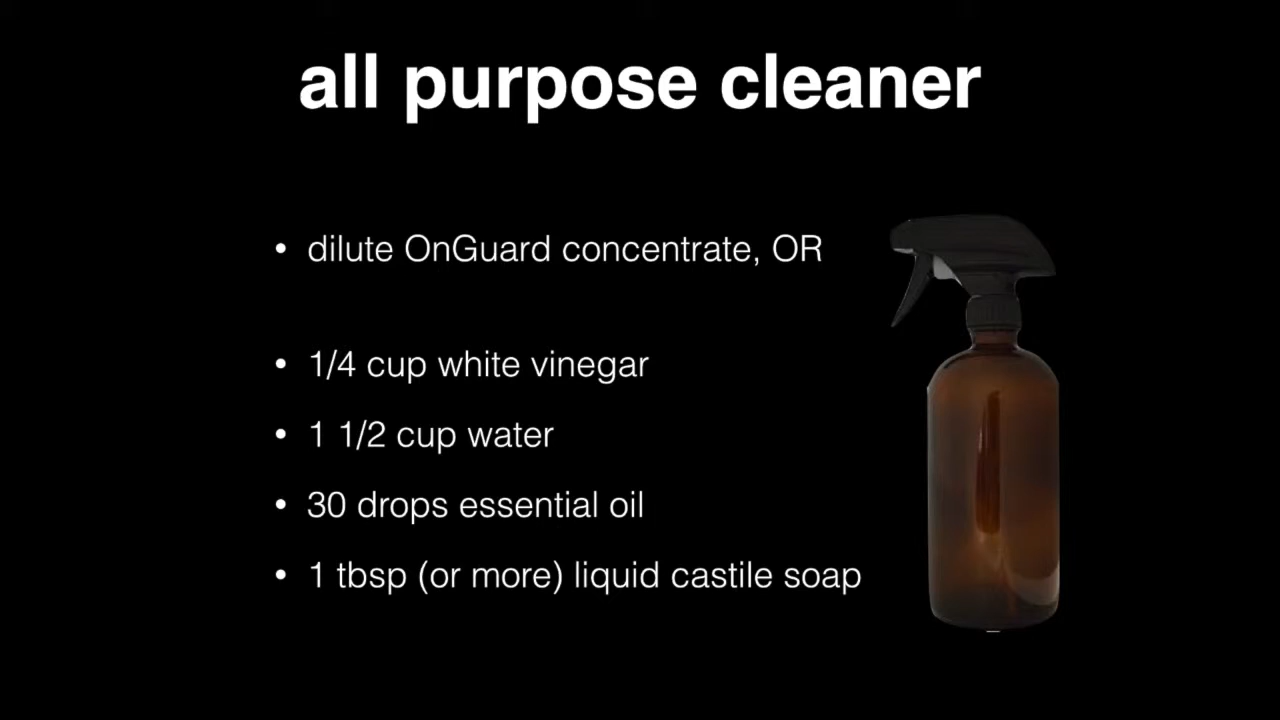 all purpose cleaner
• dilute OnGuard concentrate, OR
• 1/4 cup white vinegar
• 1 1/2 cup water
• 30 drops essential oil
• 1 tbsp (or more) liquid castile soap